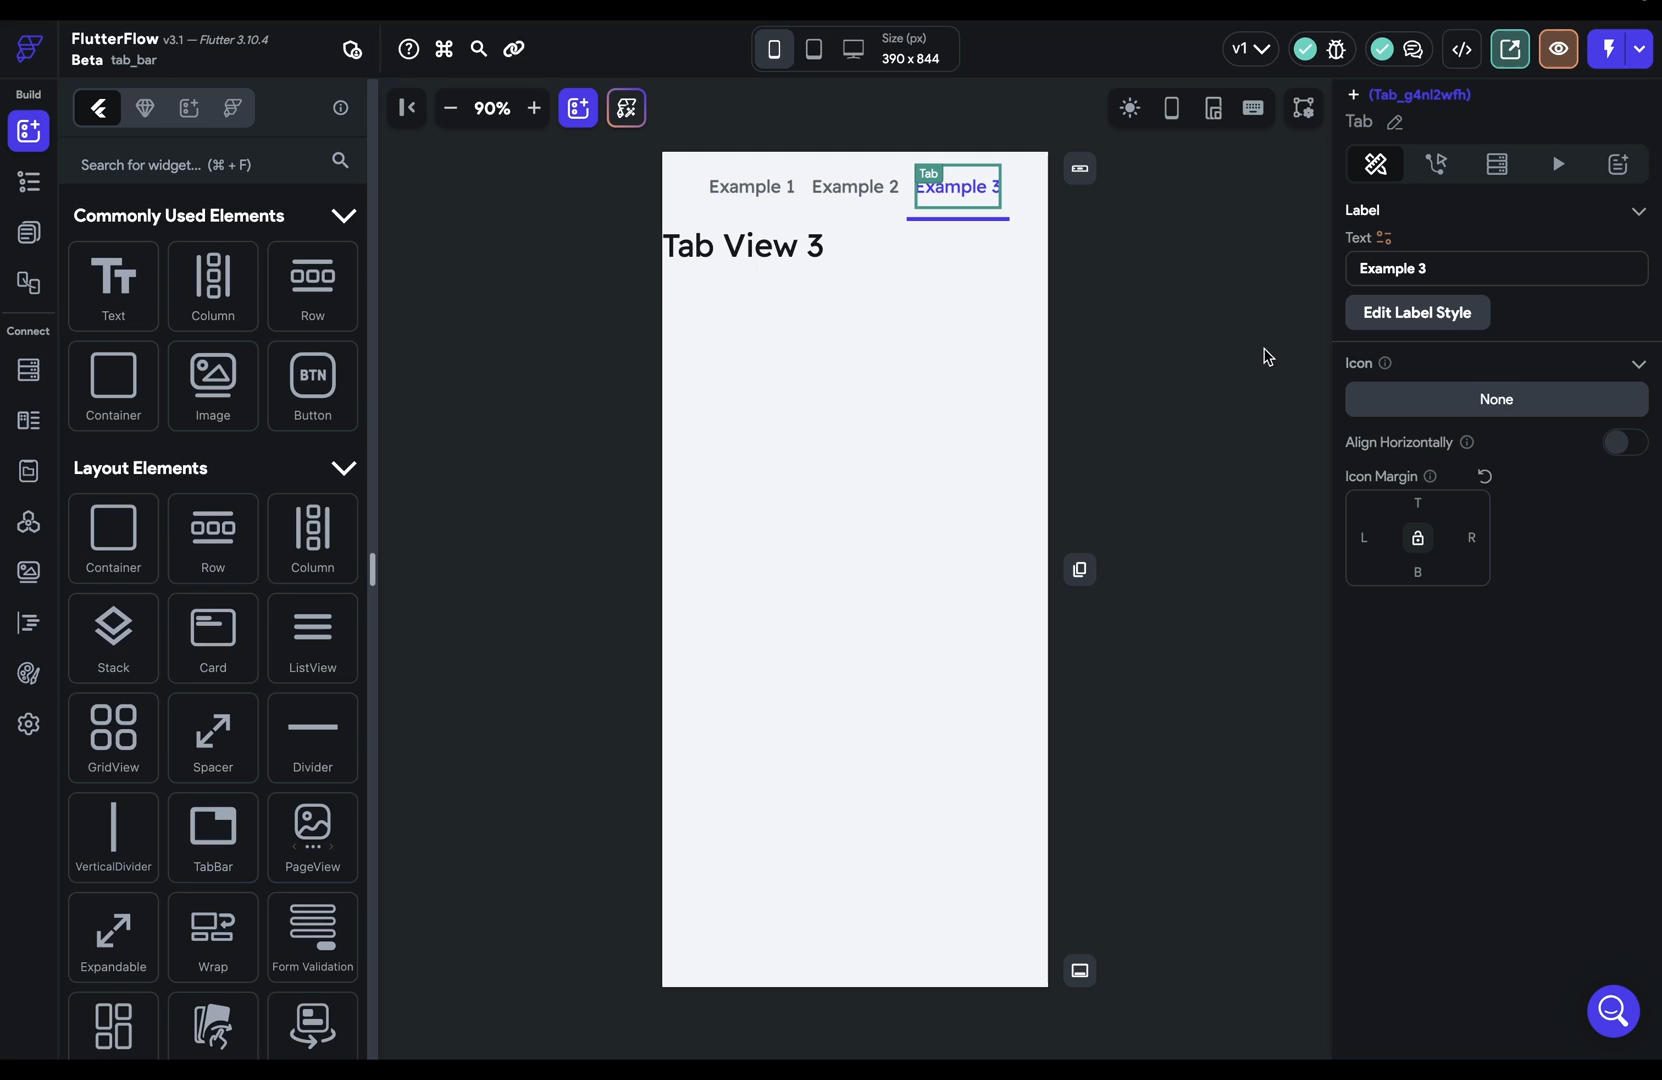 FlutterFlow v3.1 — Flutter 3.10.4
Beta tab_bar
Size (px)
390 x 844
v1
Build
90%
+ (Tab_g4nl2wfh)
Tab
Search for widget... (⌘ + F)
Commonly Used Elements
Text
Column
Row
Container
BTN
Image
Button
Connect
Layout Elements
Container
Row
Column
Stack
Card
ListView
GridView
Spacer
Divider
VerticalDivider
TabBar
PageView
Expandable
Wrap
Form Validation
Tab
Example 1
Example 2
Example 3
Tab View 3
Label
Text
Example 3
Edit Label Style
Icon
None
Align Horizontally
Icon Margin
T
L
R
B